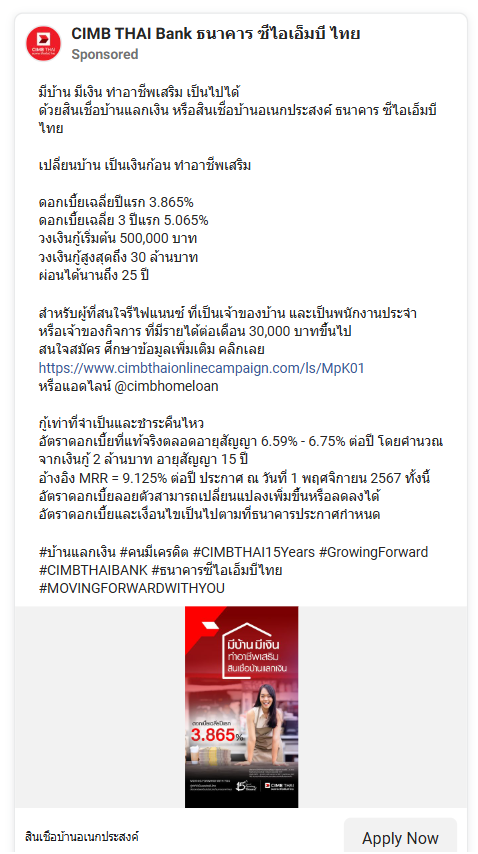 CIMB THAI Bank ธนาคาร ซีไอเอ็มบี ไทย
Sponsored
มีบ้าน มีเงิน ทำอาชีพเสริม เป็นไปได้
ด้วยสินเชื่อบ้านแลกเงิน หรือสินเชื่อบ้านอเนกประสงค์ ธนาคาร ซีไอเอ็มบี
ไทย
เปลี่ยนบ้าน เป็นเงินก้อน ทำอาชีพเสริม
ดอกเบี้ยเฉลี่ยปีแรก 3.865%
ดอกเบี้ยเฉลี่ย 3 ปีแรก 5.065%
วงเงินกู้เริ่มต้น 500,000 บาท
วงเงินกู้สูงสุดถึง 30 ล้านบาท
ผ่อนได้นานถึง 25 ปี
สำหรับผู้ที่สนใจรีไฟแนนซ์ ที่เป็นเจ้าของบ้าน และเป็นพนักงานประจำ
หรือเจ้าของกิจการ ที่มีรายได้ต่อเดือน 30,000 บาทขึ้นไป
สนใจสมัคร ศึกษาข้อมูลเพิ่มเติม คลิกเลย
https://www.cimbthaionlinecampaign.com/ls/MpK01
หรือแอดไลน์ @cimbhomeloan
กู้เท่าที่จำเป็นและชำระคืนไหว
อัตราดอกเบี้ยที่แท้จริงตลอดอายุสัญญา 6.59% - 6.75% ต่อปี โดยคำนวณ
จากเงินกู้ 2 ล้านบาท อายุสัญญา 15 ปี
อ้างอิง MRR = 9.125% ต่อปี ประกาศ ณ วันที่ 1 พฤศจิกายน 2567 ทั้งนี้
อัตราดอกเบี้ยลอยตัวสามารถเปลี่ยนแปลงเพิ่มขึ้นหรือลดลงได้
อัตราดอกเบี้ยและเงื่อนไขเป็นไปตามที่ธนาคารประกาศกำหนด
#บ้านแลกเงิน #คนมีเครดิต #CIMBTHAI15Years #GrowingForward
#CIMBTHAIBANK #ธนาคารซีไอเอ็มบีไทย
#MOVINGFORWARDWITHYOU
มีบ้าน มีเงิน
ทำอาชีพเสริม
สินเชื่อบ้านแลกเงิน
ดอกเบี้ยเฉลี่ยปีแรก
3.865%
CIMB THAI
สินเชื่อบ้านอเนกประสงค์
Apply Now